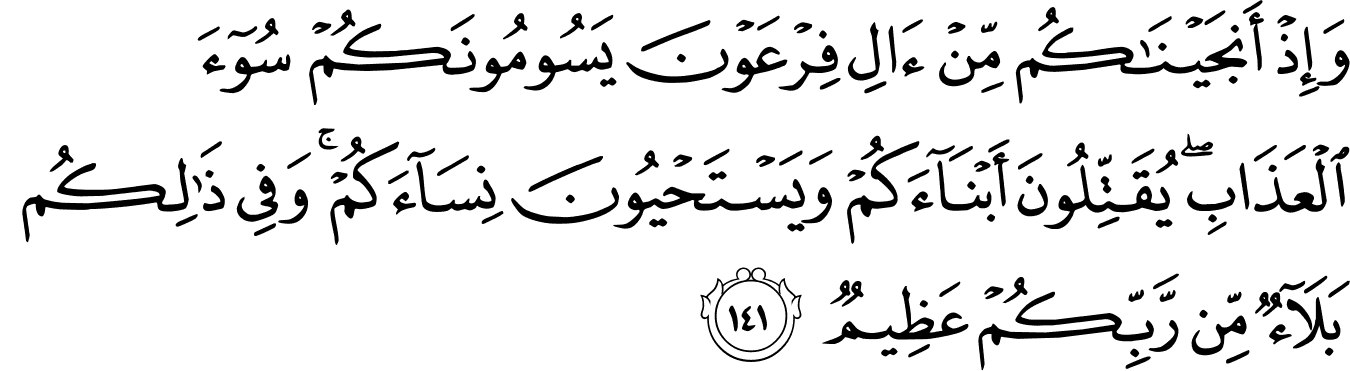 وَإِذۡ أَنجَيۡنَٰكُم مِّنۡ ءَالِ فِرۡعَوۡنَ يَسُومُونَكُمۡ سُوٓءَ
ٱلۡعَذَابِ ۖ يُقَتِّلُونَ أَبۡنَآءَكُمۡ وَيَسۡتَحۡيُونَ نِسَآءَكُمۡ ۚ وَفِي ذَٰلِكُم
بَلَآءٞ مِّن رَّبِّكُمۡ عَظِيمٞ ١٤١